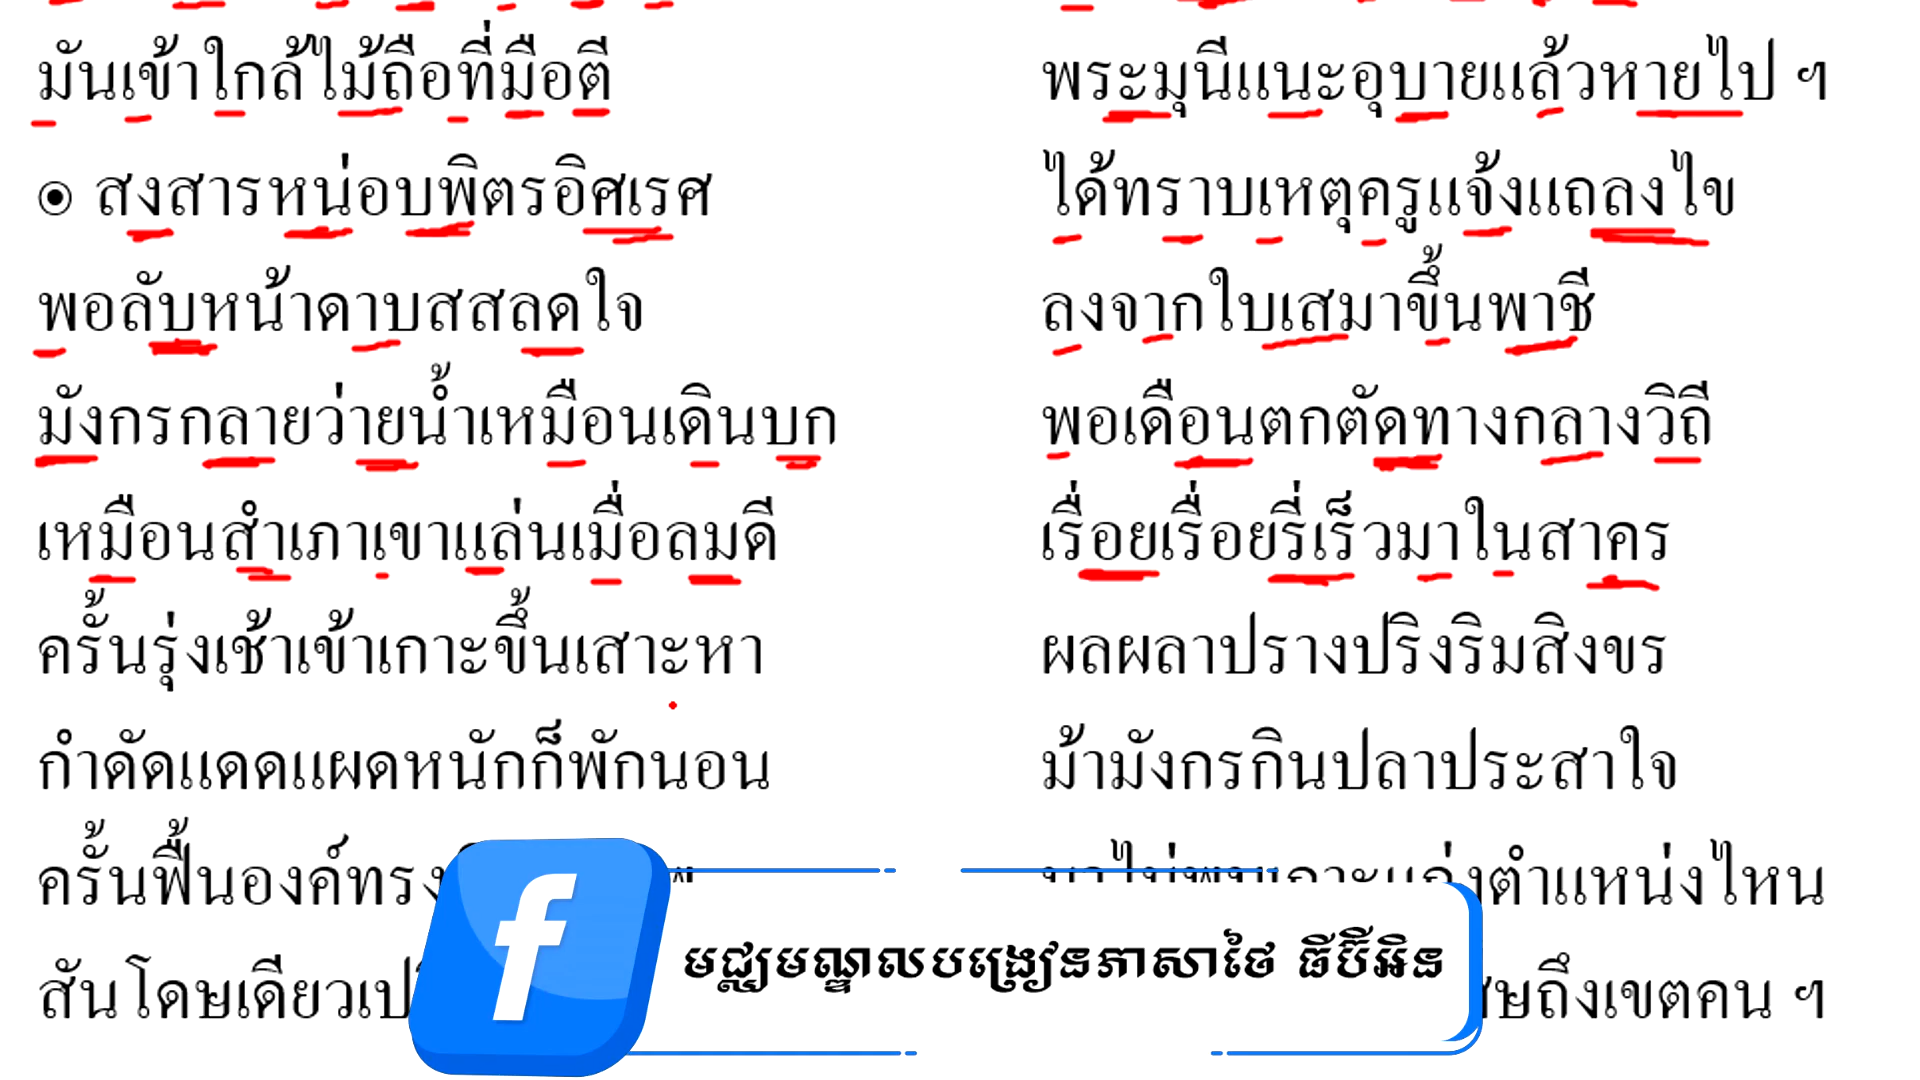 มันเข้าใกล้ไม้ถือที่มือตี พระมุนีแนะอุบายแล้วหายไป ฯ
๏ สงสารหน่อบพิตรอิศเรศ ได้ทราบเหตุครูแจ้งแถลงไข
พอลับหน้าดาบสสลดใจ ลงจากใบเสมาขึ้นพาชี
มังกรกลายว่ายน้ำเหมือนเดินบก พอเดือนตกตัดทางกลางวิถี
เหมือนสำเภาเขาแล่นเมื่อลมดี เรื่อยเรื่อยรี่เร็วมาในสาคร
ครั้นรุ่งเช้าเข้าเกาะขึ้นเสาะหา ผลผลาปรางปริงริมสิงขร
กำดัดแดดแผดหนักก็พักนอน ม้ามังกรกินปลาประสาใจ
ครั้นฟื้นองค์ทรง ตำแหน่งไหน
สันโดษเดียวเป ถึงเขตคน ฯ
មជ្ឈមណ្ឌលបង្រៀនភាសាថៃ ធីប៊ីអិន